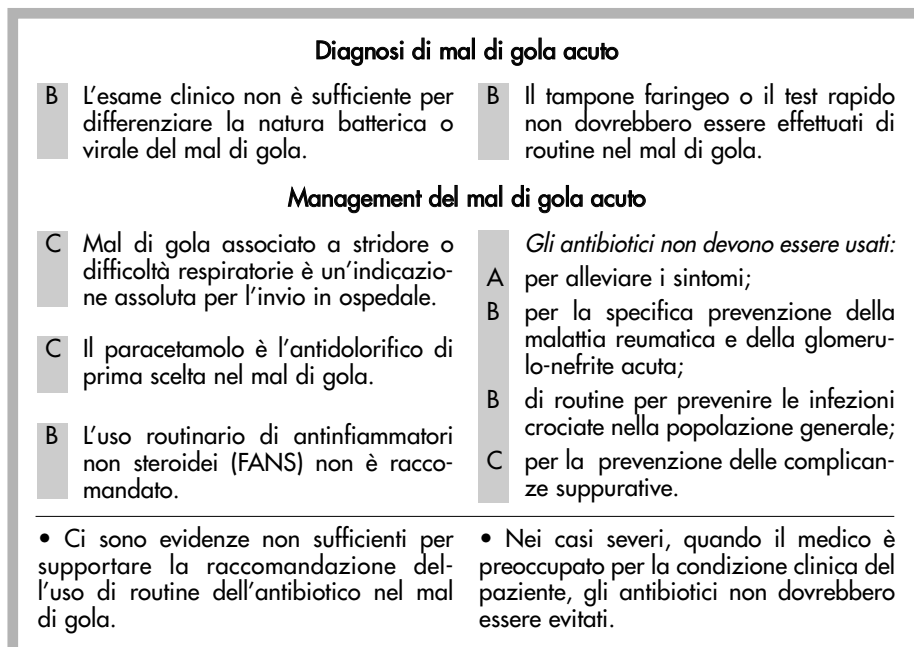 Diagnosi di mal di gola acuto
B L'esame clinico non è sufficiente per
differenziare la natura batterica o
virale del mal di gola.
B Il tampone faringeo o il test rapido
non dovrebbero essere effettuati di
routine nel mal di gola.
Management del mal di gola acuto
C Mal di gola associato a stridore o
difficoltà respiratorie è un'indicazio-
ne assoluta per l'invio in ospedale.
C Il paracetamolo è l'antidolorifico di
prima scelta nel mal di gola.
B L'uso routinario di antinfiammatori
non steroidei (FANS) non è racco-
mandato.
Gli antibiotici non devono essere usati:
A per alleviare i sintomi;
B per la specifica prevenzione della
malattia reumatica e della glomeru-
lo-nefrite acuta;
B di routine per prevenire le infezioni
crociate nella popolazione generale;
C per la prevenzione delle complican-
ze suppurative.
• Ci sono evidenze non sufficienti per
supportare la raccomandazione del-
l'uso di routine dell'antibiotico nel mal
di gola.
• Nei casi severi, quando il medico è
preoccupato per la condizione clinica del
paziente, gli antibiotici non dovrebbero
essere evitati.